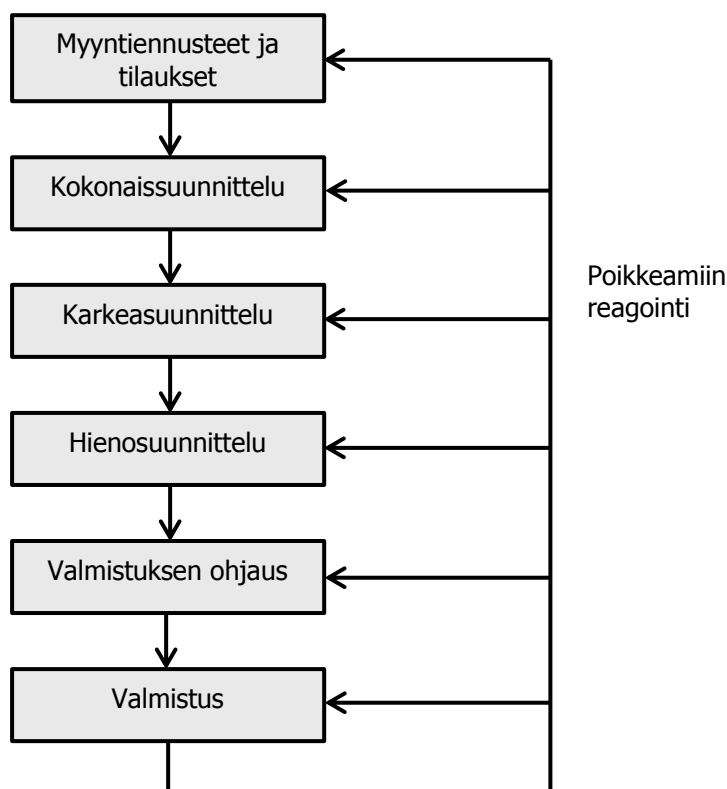 Myyntiennusteet ja
tilaukset
Kokonaissuunnittelu
Poikkeamiin
reagointi
Karkeasuunnittelu
Hienosuunnittelu
Valmistuksen ohjaus
Valmistus